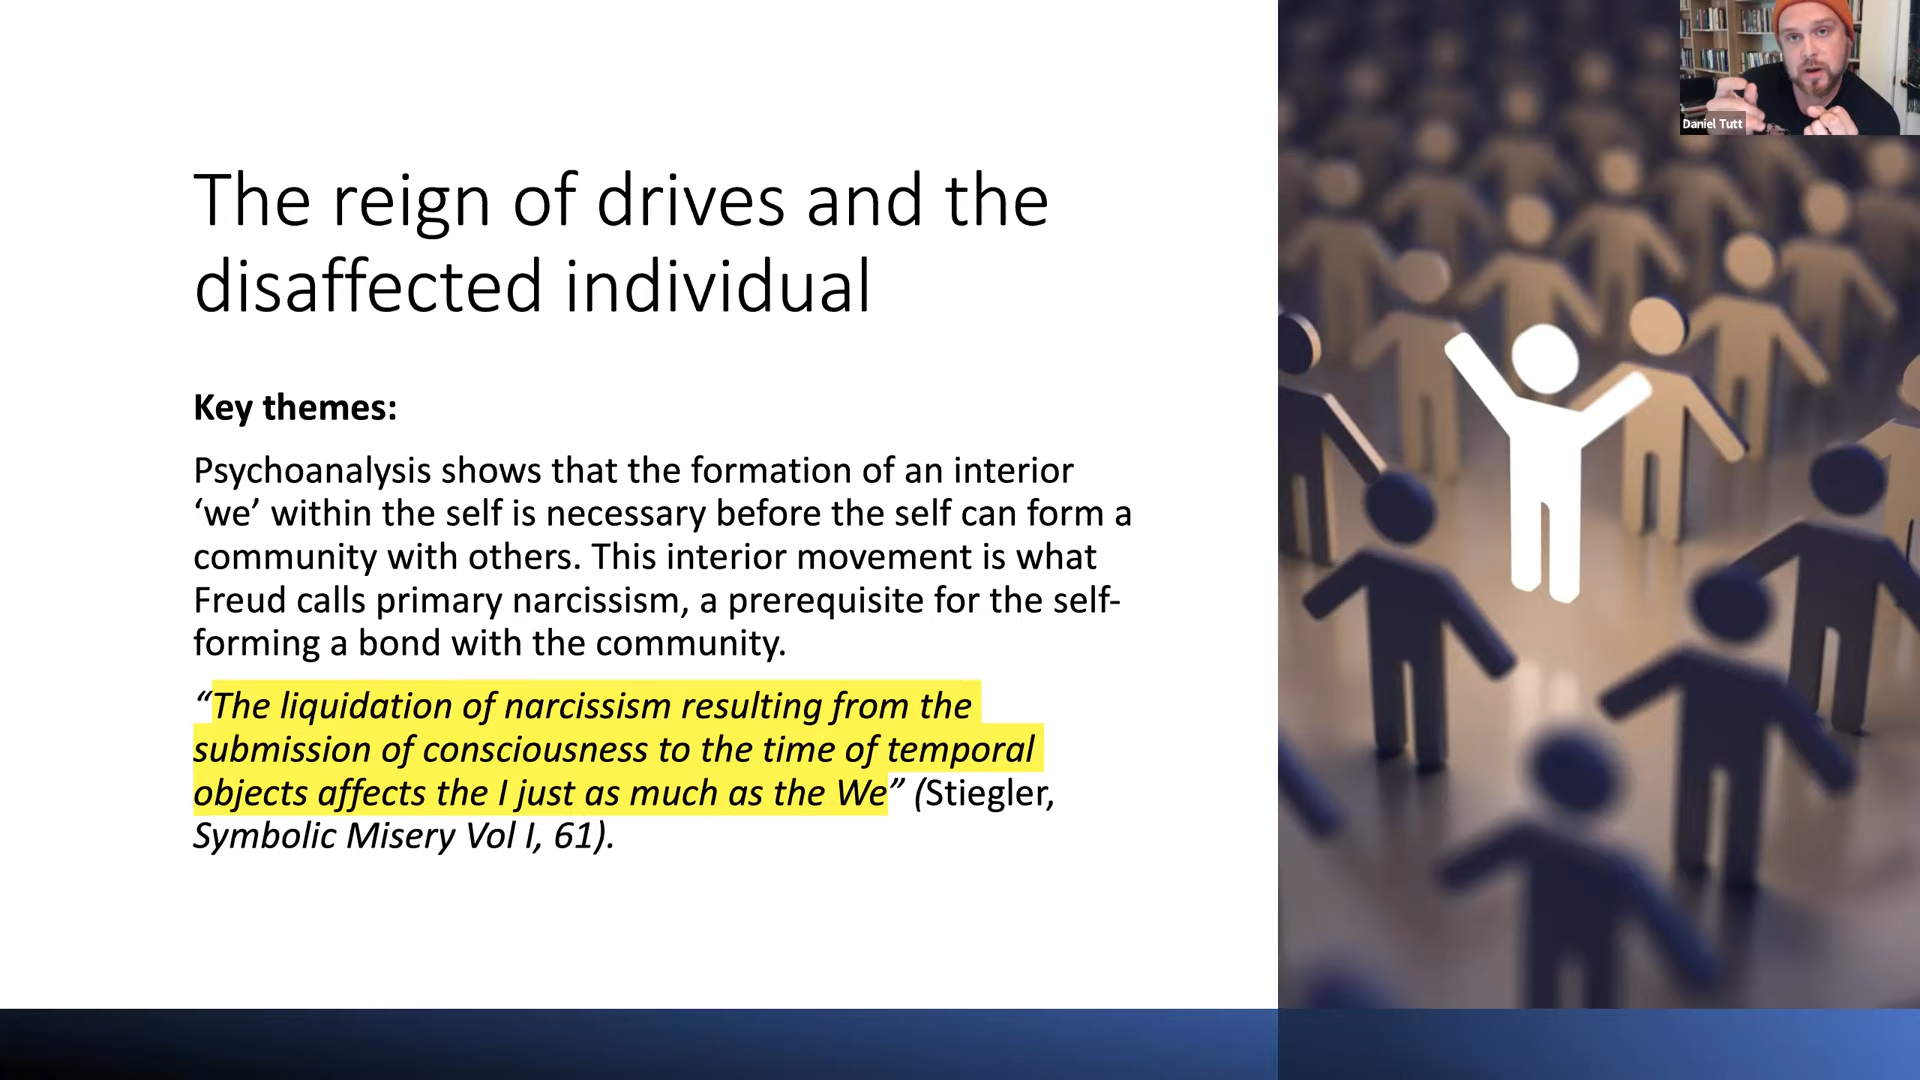 Daniel Tutt
The reign of drives and the
disaffected individual
Key themes:
Psychoanalysis shows that the formation of an interior
‘we’ within the self is necessary before the self can form a
community with others. This interior movement is what
Freud calls primary narcissism, a prerequisite for the self-
forming a bond with the community.
“The liquidation of narcissism resulting from the
submission of consciousness to the time of temporal
objects affects the I just as much as the We” (Stiegler,
Symbolic Misery Vol I, 61).